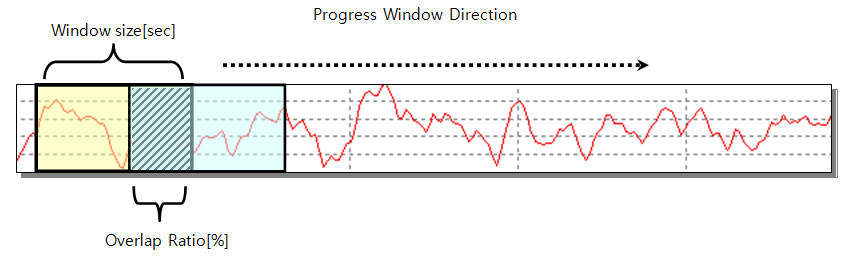 Progress Window Direction
Window size[sec]
Overlap Ratio[%]